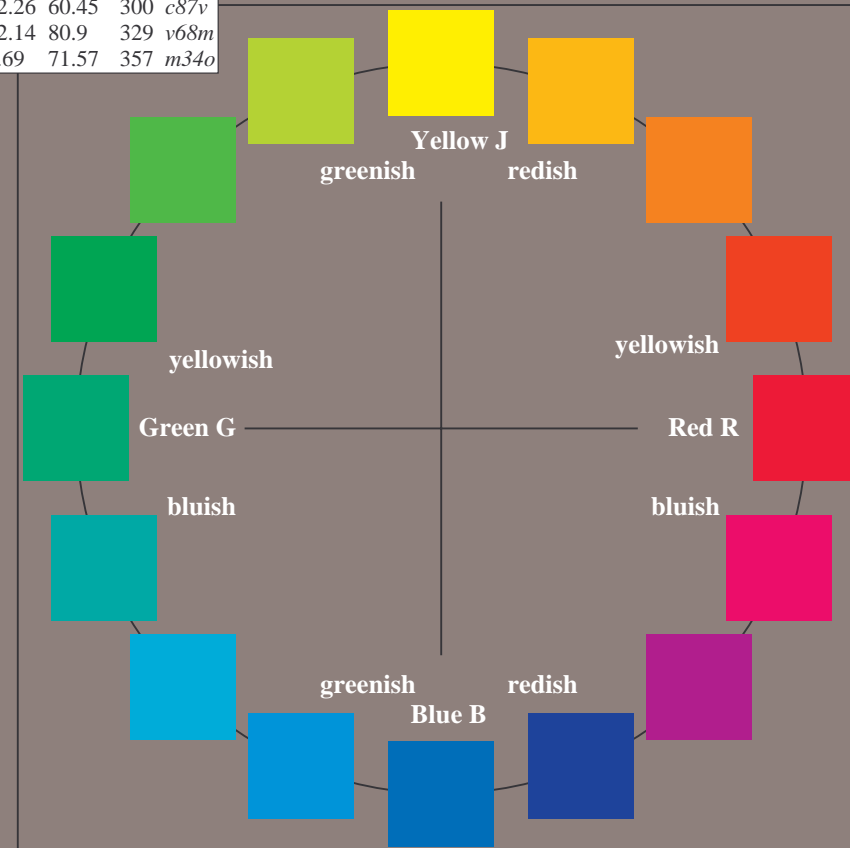 2.26 60.45 300 c87v
2.14 80.9 329 v68m
.69 71.57 357 m34o
Yellow J
greenish redish
yellowish
yellowish
Green G Red R
bluish bluish
greenish redish
Blue B